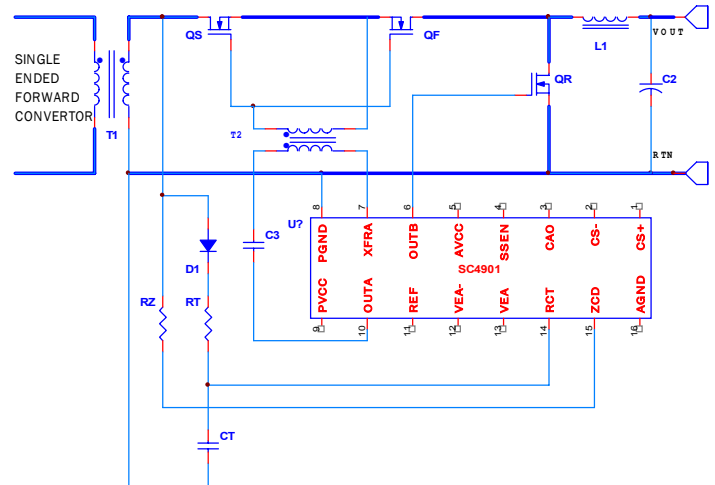 QS
QF
L1
VOUT
SINGLE
ENDED
FORWARD
CONVERTOR
T1
QR
C2
T2
RTN
U?
C3
8
7
6
5
4
3
2
1
PGND
XFRA
OUTB
AVCC
SSEN
CAO
CS-
CS+
SC4901
D1
RZ
RT
PVCC
OUTA
REF
VEA-
VEA
RCT
ZCD
AGND
9
10
11
12
13
14
15
16
CT